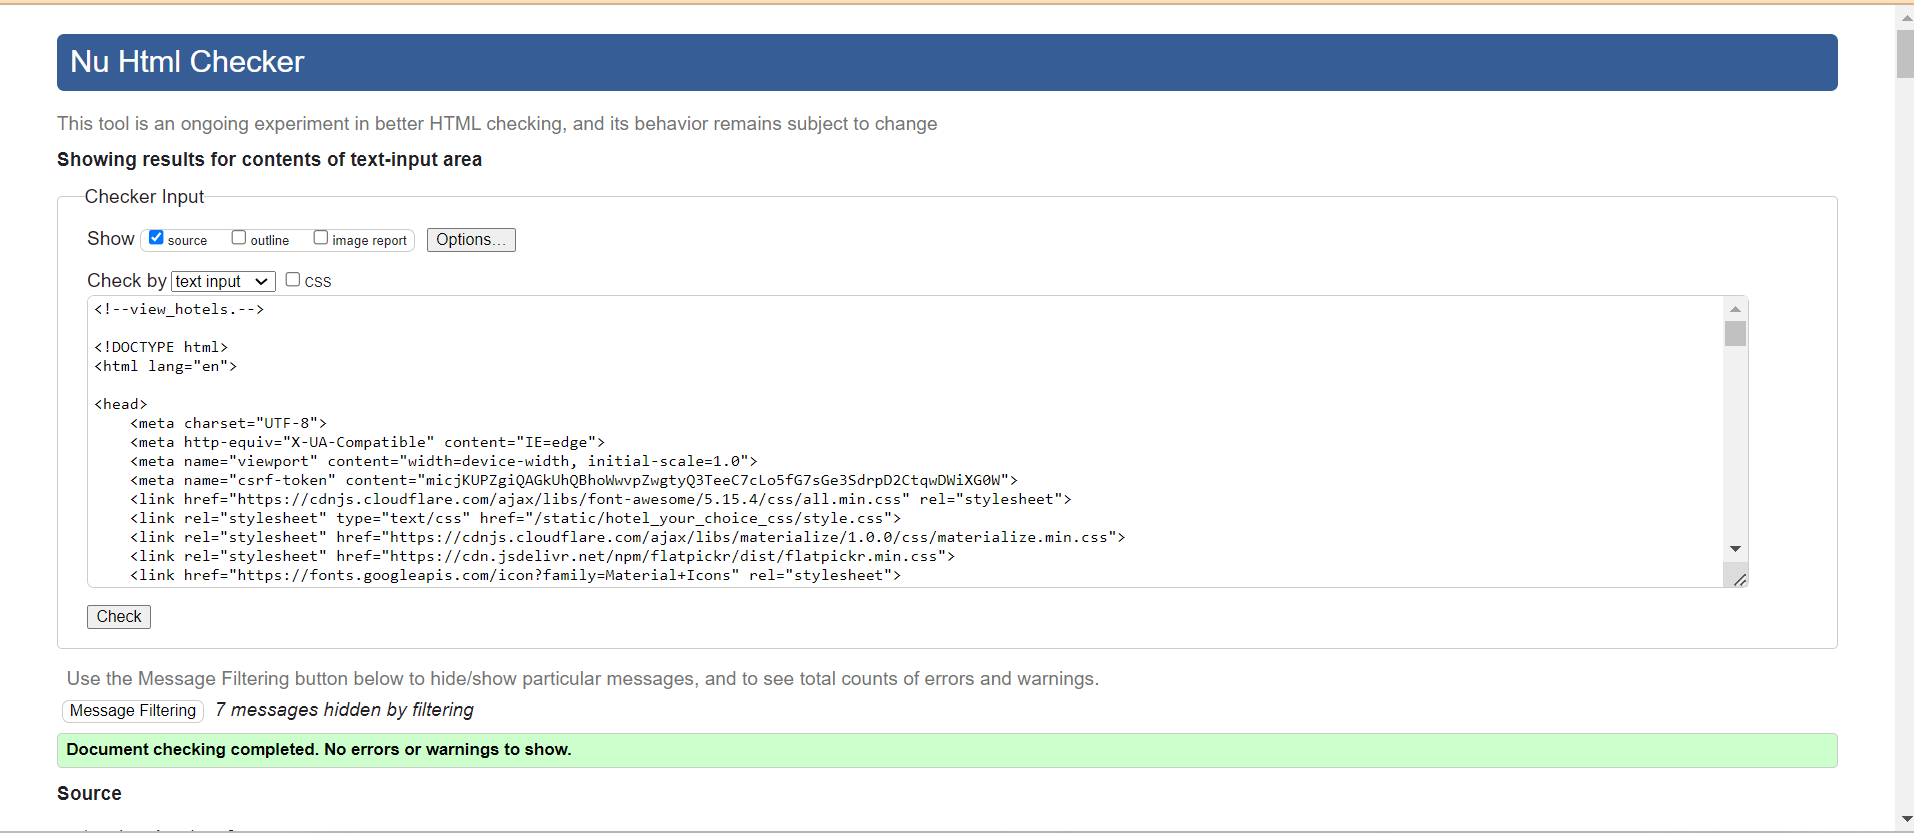 Nu Html Checker
This tool is an ongoing experiment in better HTML checking, and its behavior remains subject to change
Showing results for contents of text-input area
Checker Input
Show source outline image report Options...
Check by text input CSS
<!--view_hotels.-->
<!DOCTYPE html>
<html lang="en">
<head>
<meta charset="UTF-8">
<meta http-equiv="X-UA-Compatible" content="IE=edge">
<meta name="viewport" content="width=device-width, initial-scale=1.0">
<meta name="csrf-token" content="micjKUPZgiQAGkUhQBhoWwvpZwgtyQ3TeeC7cLo5fG7sGe3SdrpD2CtqwDWiXG0W">
<link href="https://cdnjs.cloudflare.com/ajax/libs/font-awesome/5.15.4/css/all.min.css" rel="stylesheet">
<link rel="stylesheet" type="text/css" href="/static/hotel_your_choice_css/style.css">
<link rel="stylesheet" href="https://cdnjs.cloudflare.com/ajax/libs/materialize/1.0.0/css/materialize.min.css">
<link rel="stylesheet" href="https://cdn.jsdelivr.net/npm/flatpickr/dist/flatpickr.min.css">
<link href="https://fonts.googleapis.com/icon?family=Material+Icons" rel="stylesheet">
Check
Use the Message Filtering button below to hide/show particular messages, and to see total counts of errors and warnings.
Message Filtering 7 messages hidden by filtering
Document checking completed. No errors or warnings to show.
Source